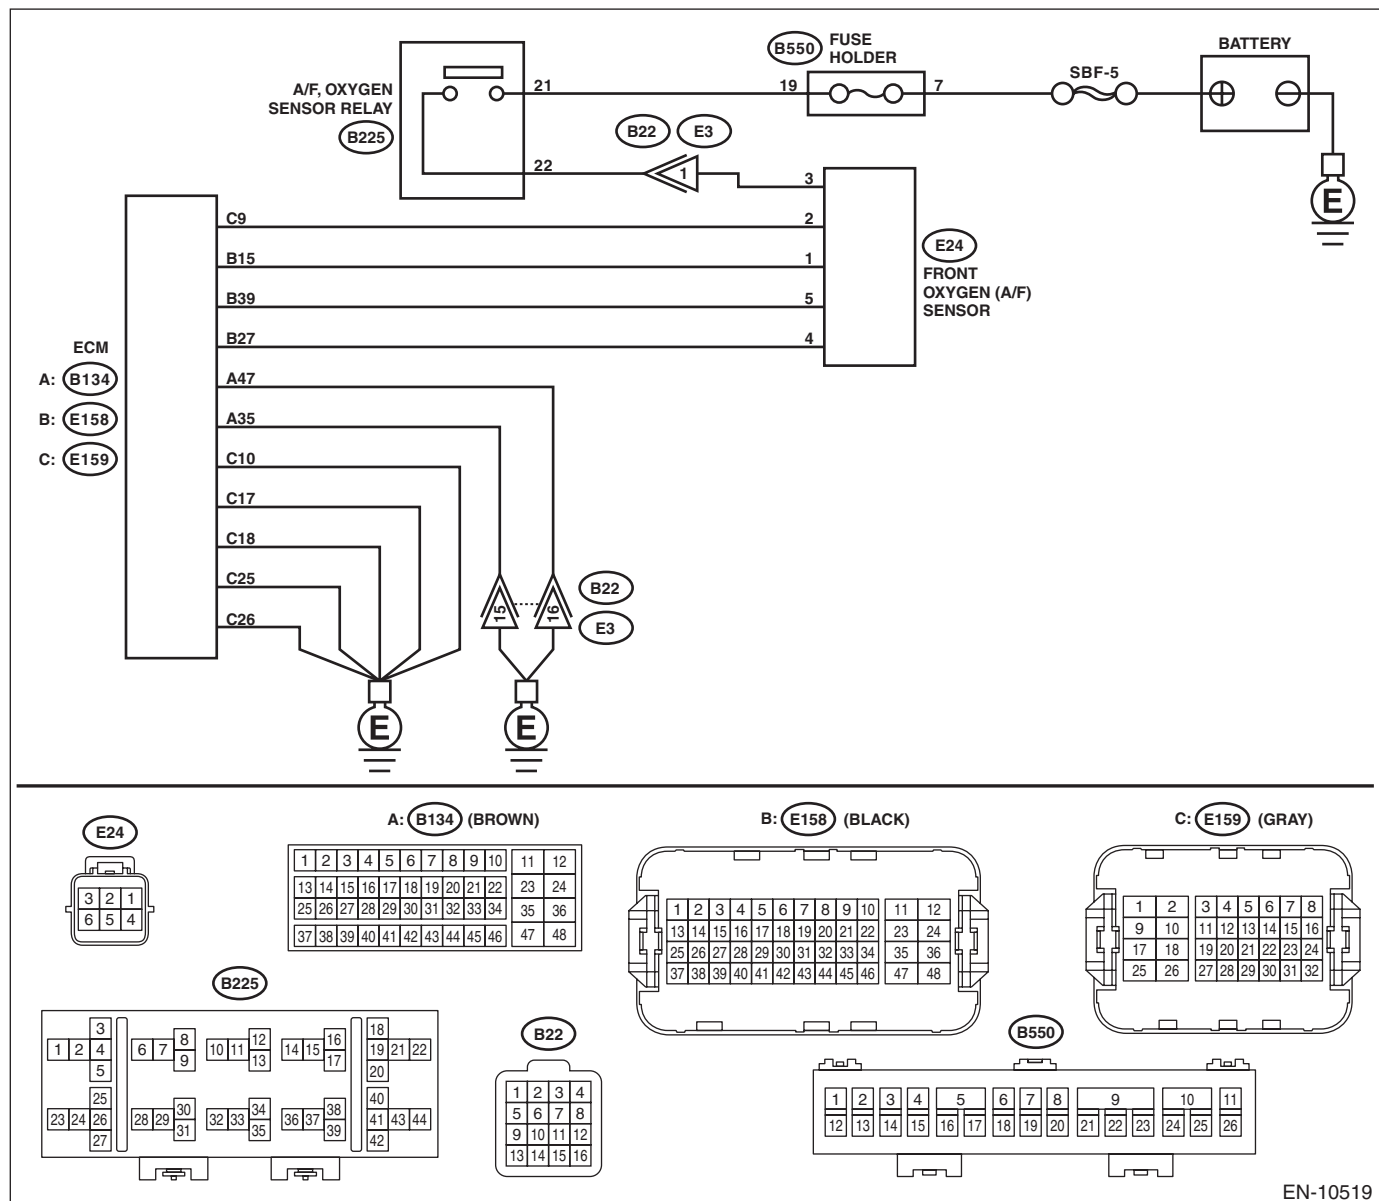 B550 FUSE
HOLDER
BATTERY
SBF-5
A/F, OXYGEN
SENSOR RELAY
B225
21
19
7
B22 E3
22
1
3
C9
2
B15
1
B39
5
B27
4
E24
FRONT
OXYGEN (A/F)
SENSOR
E
ECM
A: B134
B: E158
C: E159
A47
A35
C10
C17
C18
C25
C26
15
16
B22
E3
E
E
E24
3 2 1
6 5 4
A: B134 (BROWN)
1 2 3 4 5 6 7 8 9 10 11 12
13 14 15 16 17 18 19 20 21 22 23 24
25 26 27 28 29 30 31 32 33 34 35 36
37 38 39 40 41 42 43 44 45 46 47 48
B: E158 (BLACK)
1 2 3 4 5 6 7 8 9 10 11 12
13 14 15 16 17 18 19 20 21 22 23 24
25 26 27 28 29 30 31 32 33 34 35 36
37 38 39 40 41 42 43 44 45 46 47 48
C: E159 (GRAY)
1 2 3 4 5 6 7 8
9 10 11 12 13 14 15 16
17 18 19 20 21 22 23 24
25 26 27 28 29 30 31 32
B225
3 8 12 16 18
1 2 4 6 7 10 11 14 15 19 21 22
5 9 13 17 20
25 30 34 38 40
23 24 26 28 29 32 33 36 37 41 43 44
27 31 35 39 42
B22
1 2 3 4
5 6 7 8
9 10 11 12
13 14 15 16
B550
1 2 3 4 5 6 7 8 9 10 11
12 13 14 15 16 17 18 19 20 21 22 23 24 25 26
EN-10519